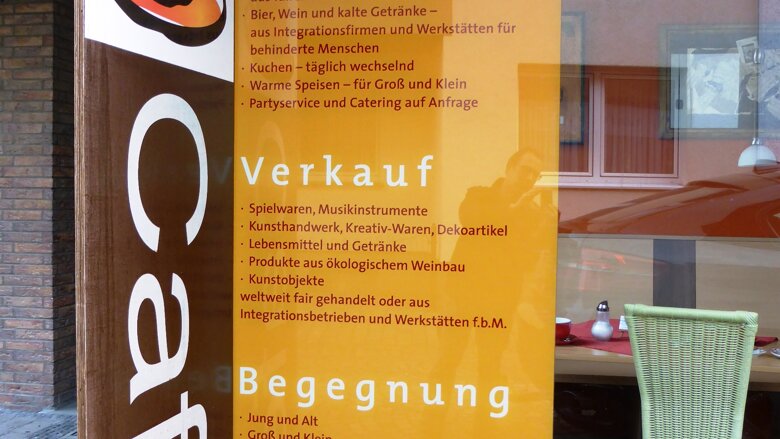 · Bier, Wein und kalte Getränke –
aus Integrationsfirmen und Werkstätten für
behinderte Menschen
· Kuchen – täglich wechselnd
· Warme Speisen – für Groß und Klein
· Partyservice und Catering auf Anfrage
Verkauf
· Spielwaren, Musikinstrumente
· Kunsthandwerk, Kreativ-Waren, Dekoartikel
· Lebensmittel und Getränke
· Produkte aus ökologischem Weinbau
· Kunstobjekte
weltweit fair gehandelt oder aus
Integrationsbetrieben und Werkstätten f.b.M.
Begegnung
· Jung und Alt
· Groß und Klein
Caf